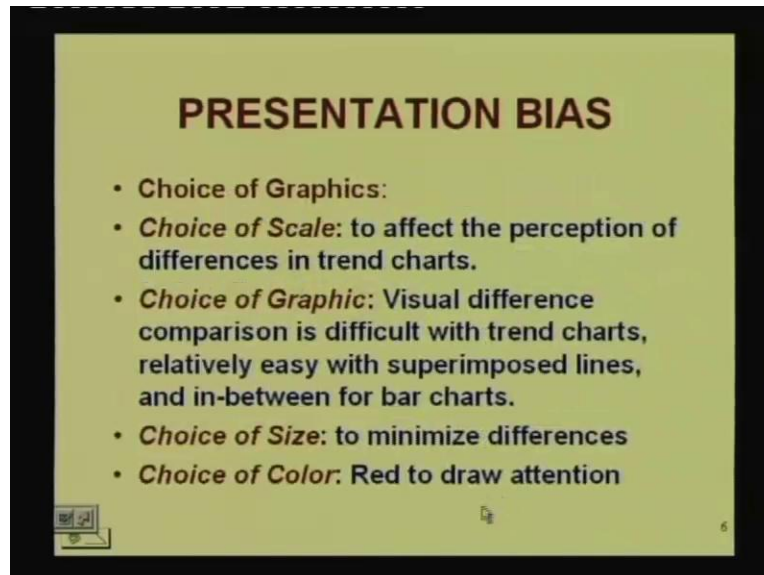 PRESENTATION BIAS
• Choice of Graphics:
• Choice of Scale: to affect the perception of
differences in trend charts.
• Choice of Graphic: Visual difference
comparison is difficult with trend charts,
relatively easy with superimposed lines,
and in-between for bar charts.
• Choice of Size: to minimize differences
• Choice of Color: Red to draw attention
6